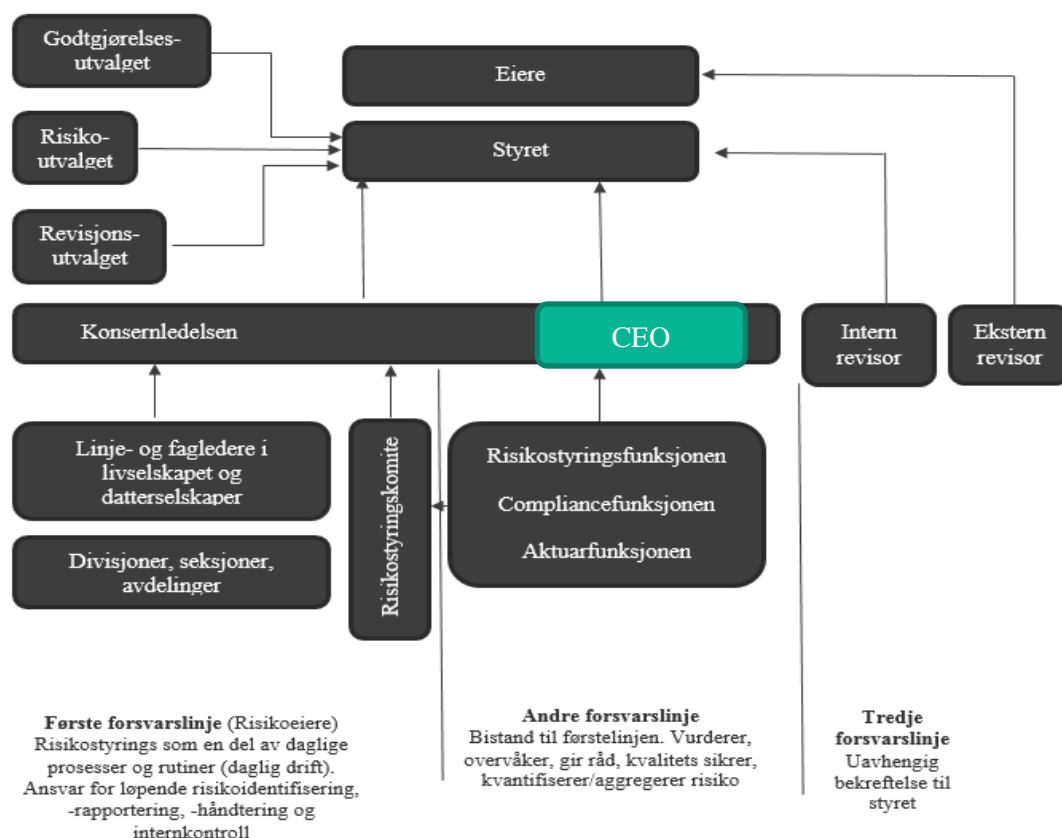 Godtgjørelses-
utvalget
Eiere
Risiko-
utvalget
Styret
Revisjons-
utvalget
Konsernledelsen
CEO
Intern
revisor
Ekstern
revisor
Linje- og fagledere i
livselskapet og
datterselskaper
Divisjoner, seksjoner,
avdelinger
Risikostyringskomite
Risikostyringsfunksjonen
Compliancefunksjonen
Aktuarfunksjonen
Første forsvarslinje (Risikoeiere)
Risikostyrings som en del av daglige
prosesser og rutiner (daglig drift).
Ansvar for løpende risikoidentifisering,
-rapportering, -håndtering og
internkontroll
Andre forsvarslinje
Bistand til førstelinjen. Vurderer,
overvåker, gir råd, kvalitets sikrer,
kvantifiserer/aggregerer risiko
Tredje
forsvarslinje
Uavhengig
bekreftelse til
styret